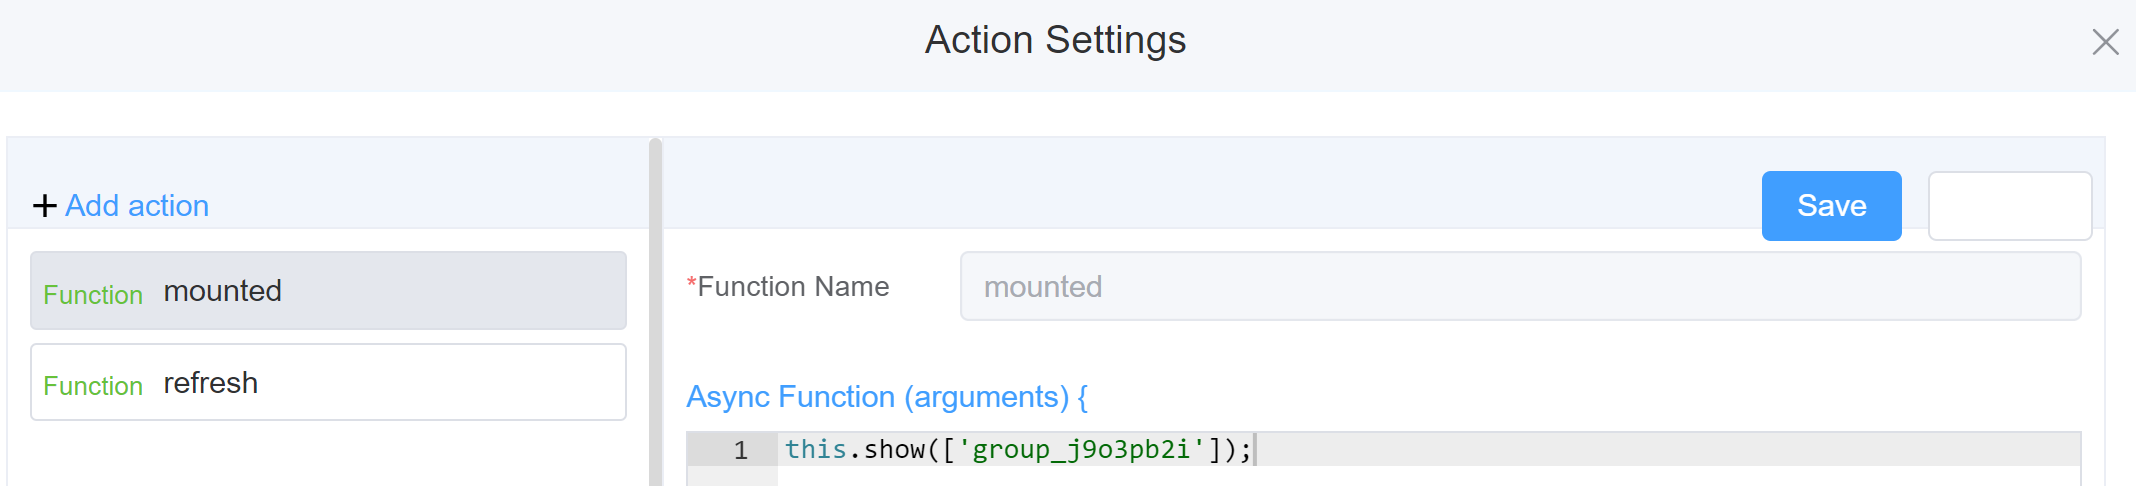 Action Settings
+ Add action
Save
Function mounted
*Function Name mounted
Function refresh
Async Function (arguments) {
1 this.show(['group_j9o3pb2i']);